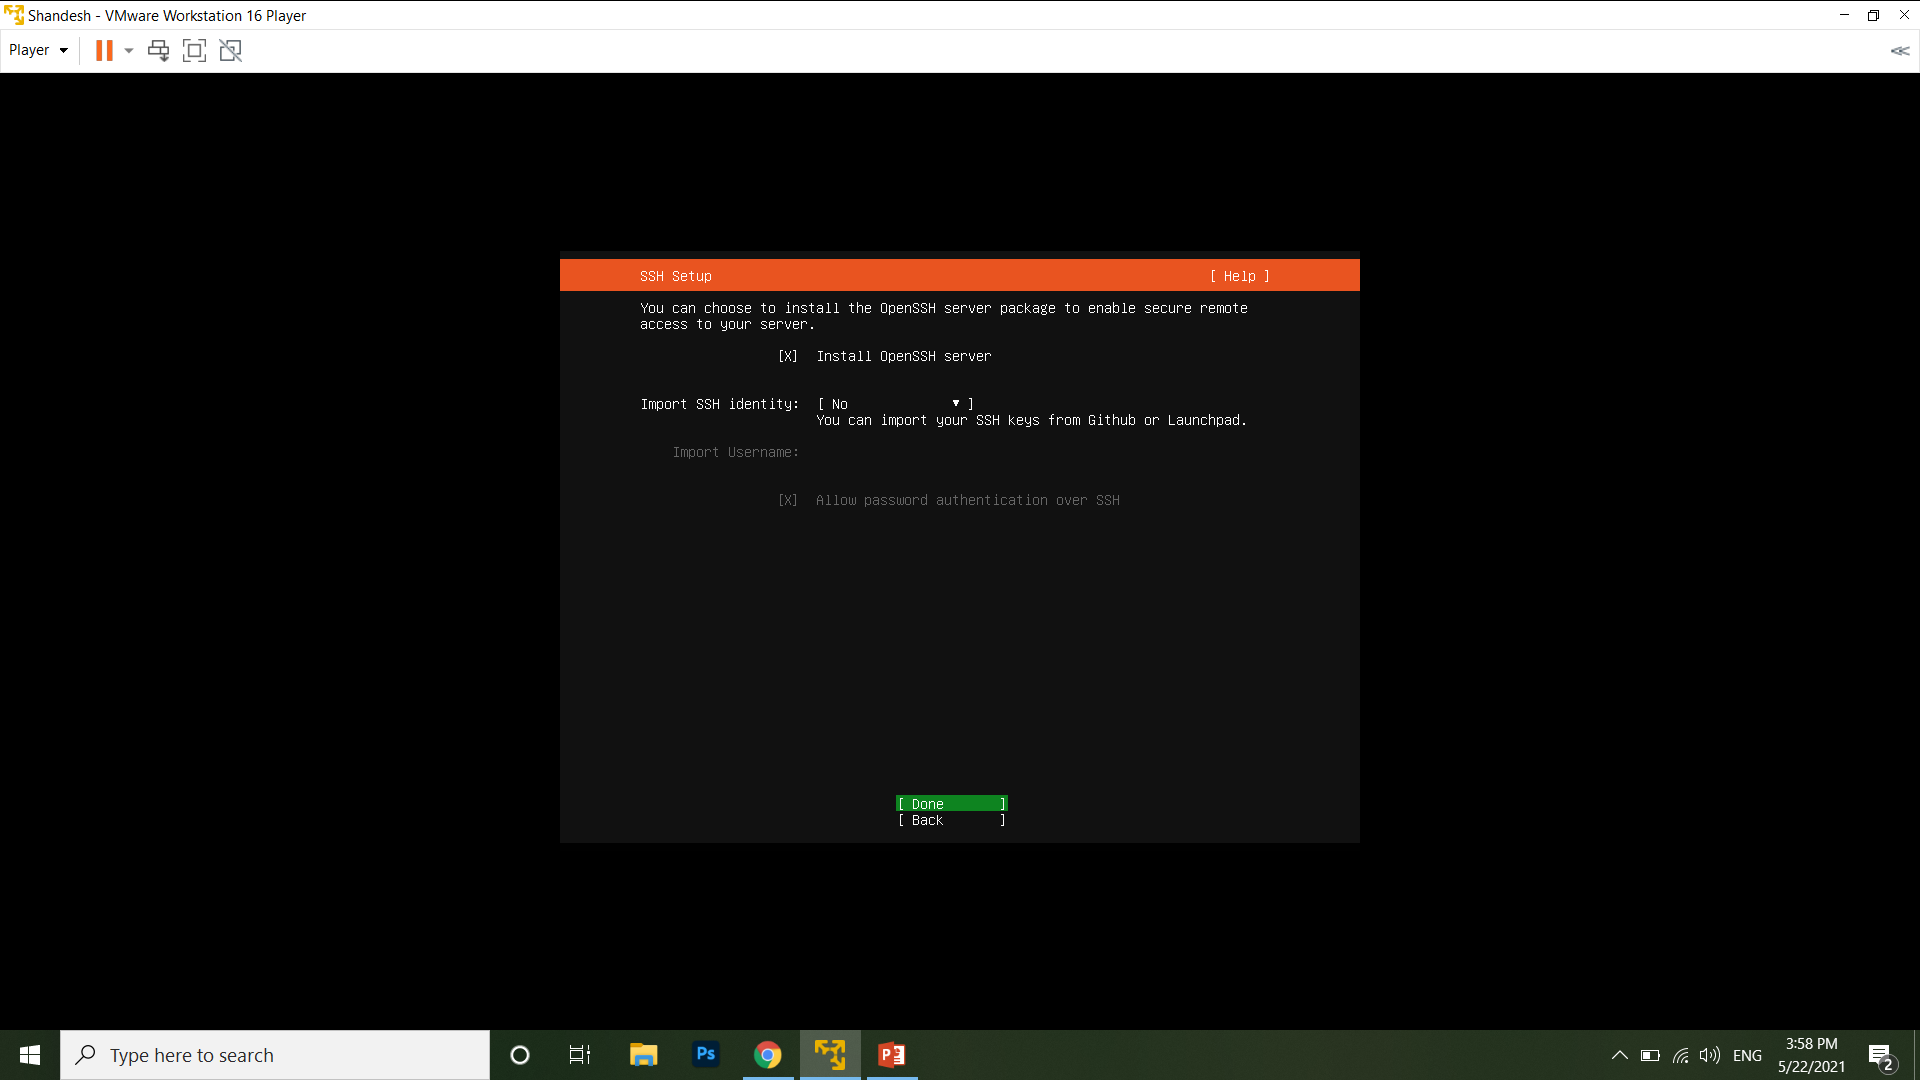 Shandesh - VMware Workstation 16 Player
Player
SSH Setup [ Help ]
You can choose to install the OpenSSH server package to enable secure remote
access to your server.
[X] Install OpenSSH server
Import SSH identity: [ No ▾ ]
You can import your SSH keys from Github or Launchpad.
Import Username:
[X] Allow password authentication over SSH
[ Done ]
[ Back ]
Type here to search
Ps
P
ENG
3:58 PM
5/22/2021
2